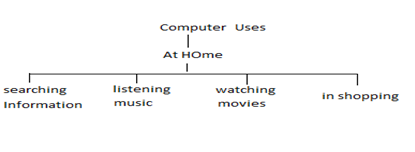 Computer Uses
At HOme
searching
Information
listening
music
watching
movies
in shopping